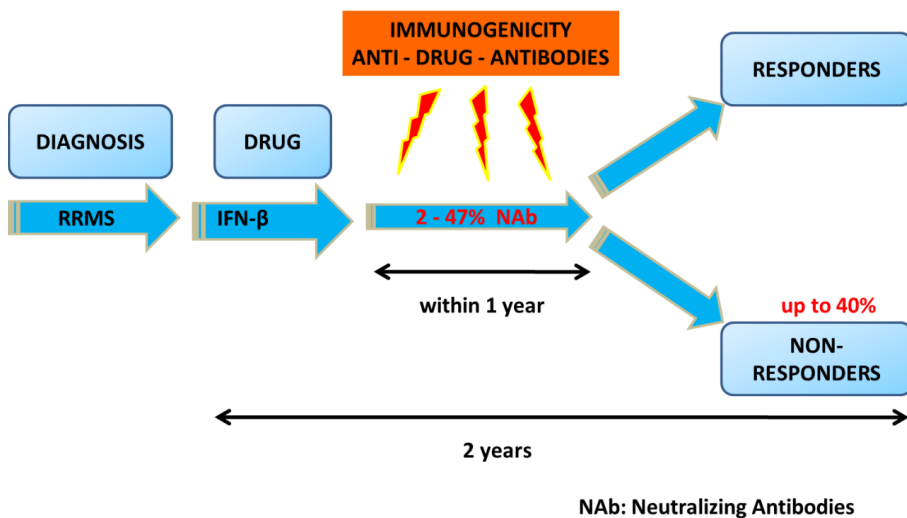 IMMUNOGENICITY
ANTI - DRUG - ANTIBODIES
RESPONDERS
DIAGNOSIS
DRUG
RRMS
IFN-β
2 - 47% NAb
within 1 year
up to 40%
NON-
RESPONDERS
2 years
NAb: Neutralizing Antibodies